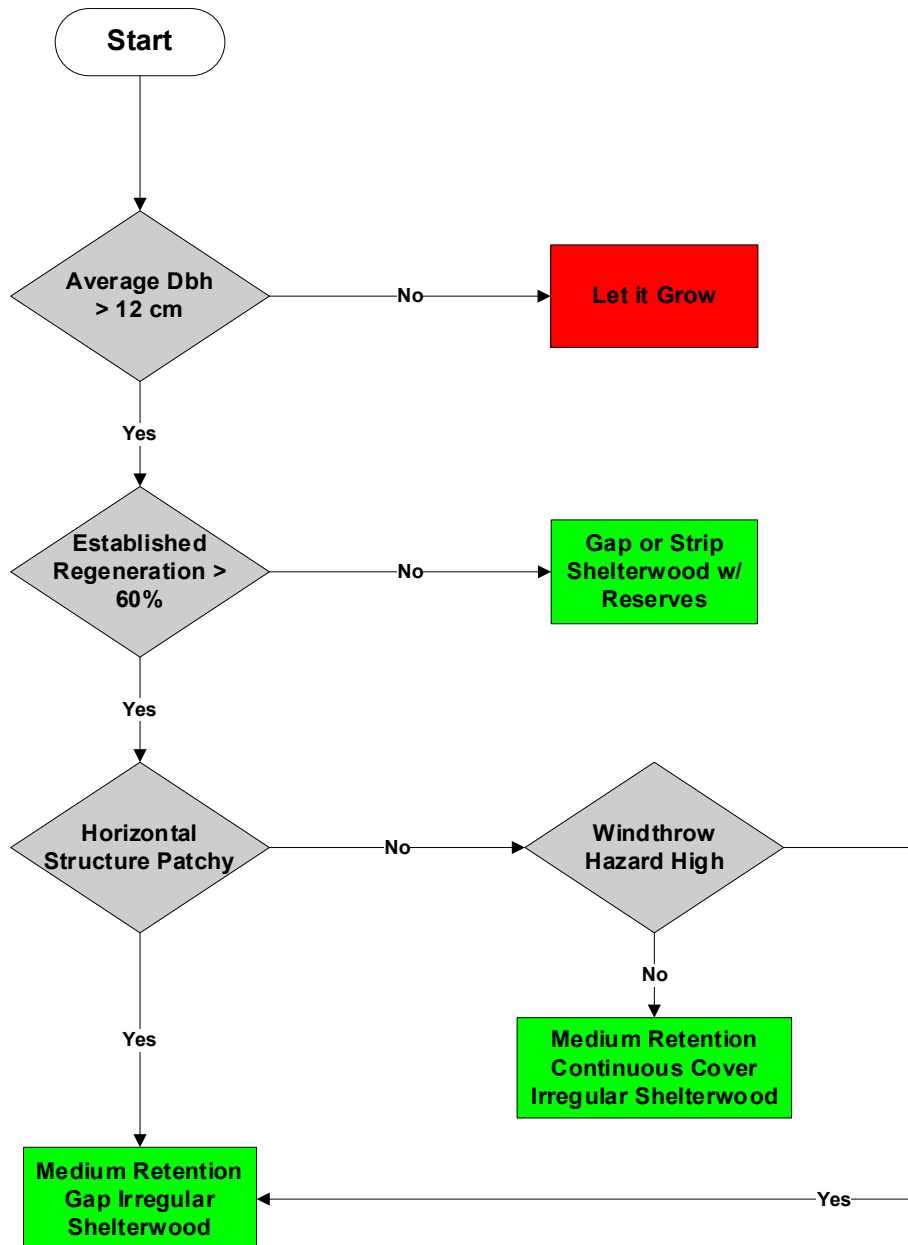 Start
Average Dbh
> 12 cm
No
Let it Grow
Yes
Established
Regeneration >
60%
No
Gap or Strip
Shelterwood w/
Reserves
Yes
Horizontal
Structure Patchy
No
Windthrow
Hazard High
No
Yes
Medium Retention
Continuous Cover
Irregular Shelterwood
Medium Retention
Gap Irregular
Shelterwood
Yes